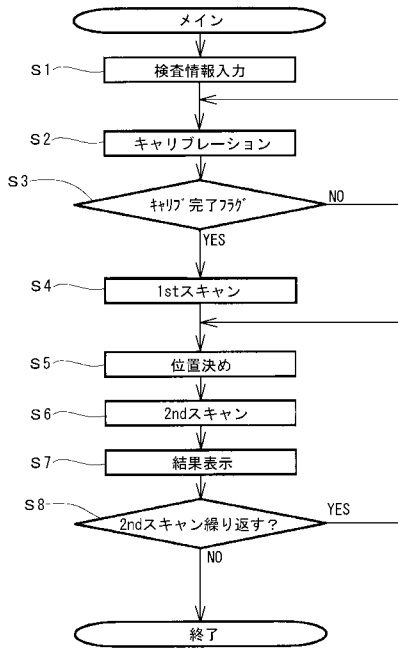 メイン
S1
検査情報入力
S2
キャリブレーション
S3
ｷｬﾘﾌﾞ完了ﾌﾗｸﾞ
NO
YES
S4
1stスキャン
S5
位置決め
S6
2ndスキャン
S7
結果表示
S8
2ndスキャン繰り返す？
YES
NO
終了